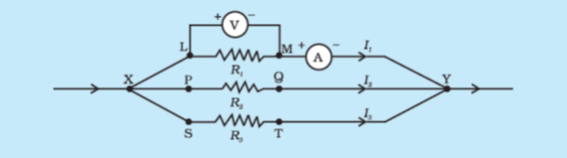 + V −
L M + A − I₁
R₁
X P Q I₂ Y
R₂
I₃
S R₃ T